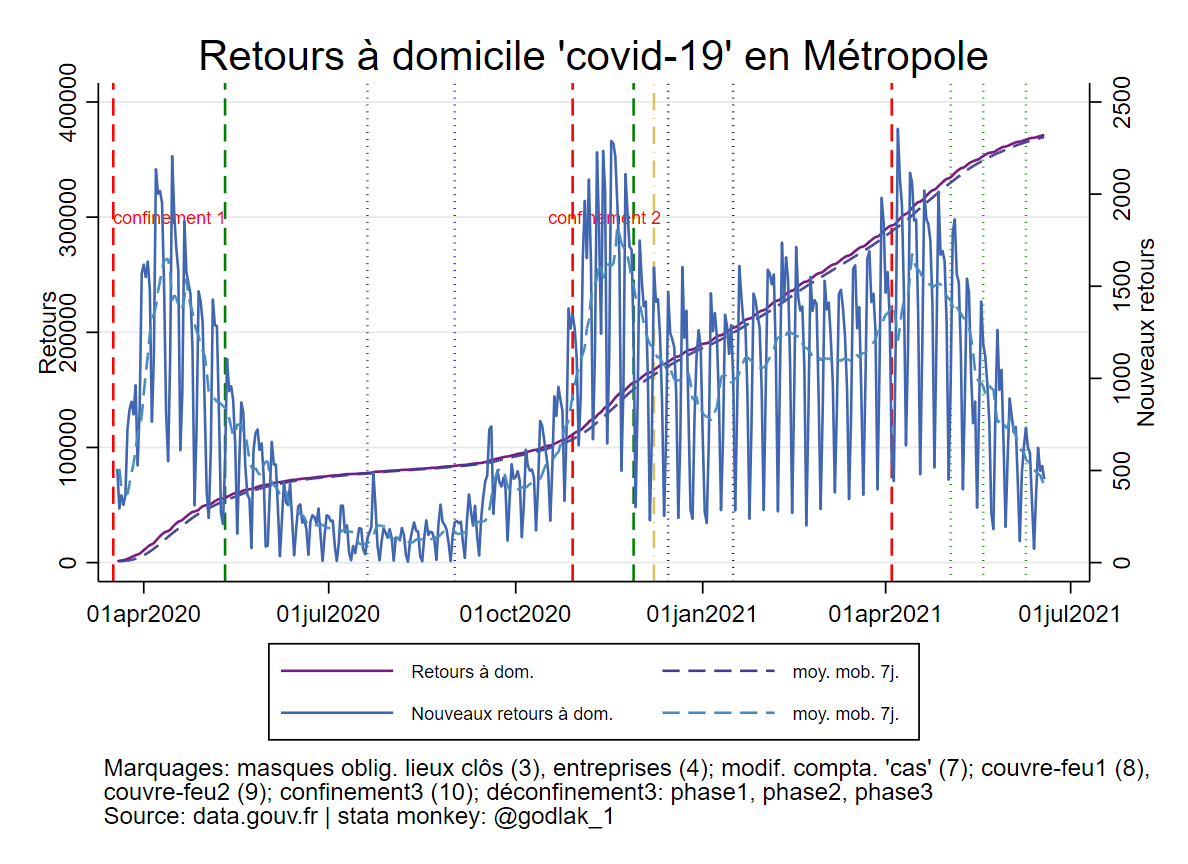 Retours à domicile 'covid-19' en Métropole
400000
300000
200000
100000
0
Retours
2500
2000
1500
1000
500
0
Nouveaux retours
confinement 1
confinement 2
01apr2020
01jul2020
01oct2020
01jan2021
01apr2021
01jul2021
Retours à dom.
moy. mob. 7j.
Nouveaux retours à dom.
moy. mob. 7j.
Marquages: masques oblig. lieux clôs (3), entreprises (4); modif. compta. 'cas' (7); couvre-feu1 (8),
couvre-feu2 (9); confinement3 (10); déconfinement3: phase1, phase2, phase3
Source: data.gouv.fr | stata monkey: @godlak_1